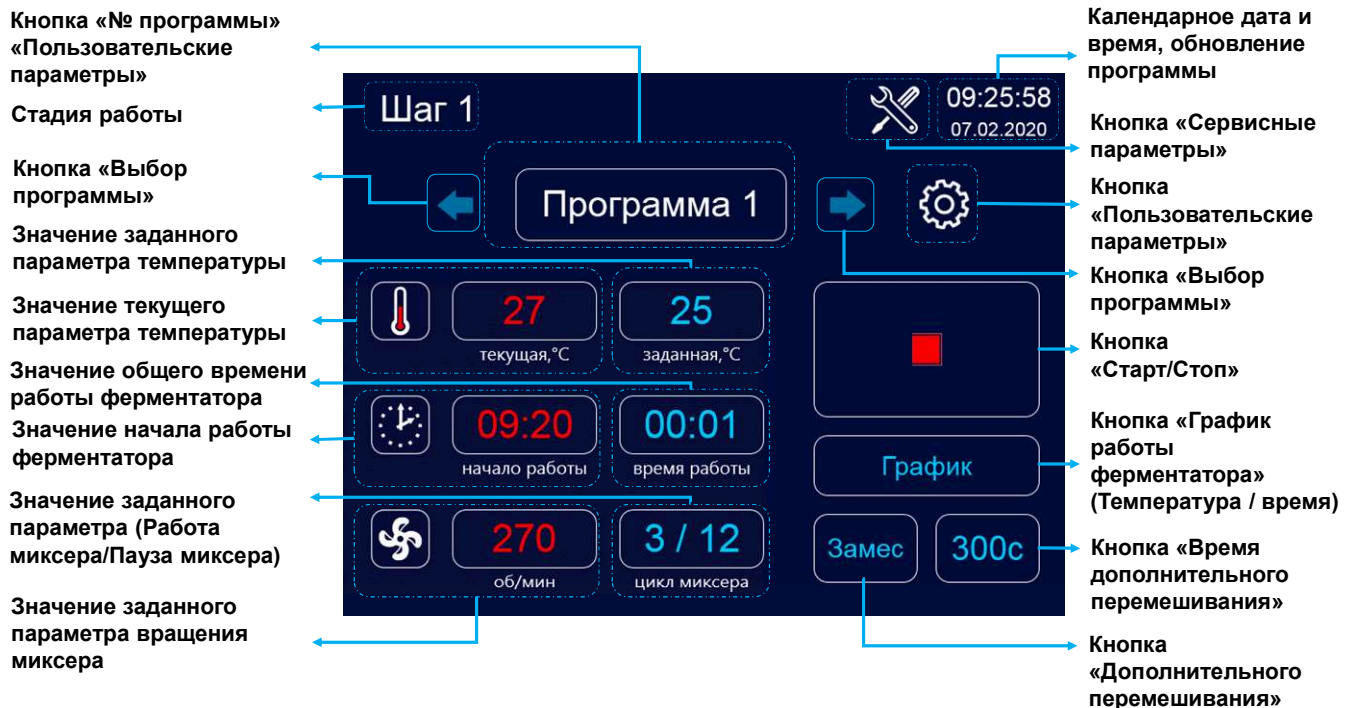 Кнопка «№ программы»
«Пользовательские
параметры»
Стадия работы
Кнопка «Выбор
программы»
Значение заданного
параметра температуры
Значение текущего
параметра температуры
Значение общего времени
работы ферментатора
Значение начала работы
ферментатора
Значение заданного
параметра (Работа
миксера/Пауза миксера)
Значение заданного
параметра вращения
миксера
Шаг 1
09:25:58
07.02.2020
Программа 1
27
текущая,°C
25
заданная,°C
09:20
начало работы
00:01
время работы
График
270
об/мин
3 / 12
цикл миксера
Замес
300с
Календарное дата и
время, обновление
программы
Кнопка «Сервисные
параметры»
Кнопка
«Пользовательские
параметры»
Кнопка «Выбор
программы»
Кнопка
«Старт/Стоп»
Кнопка «График
работы
ферментатора»
(Температура / время)
Кнопка «Время
дополнительного
перемешивания»
Кнопка
«Дополнительного
перемешивания»